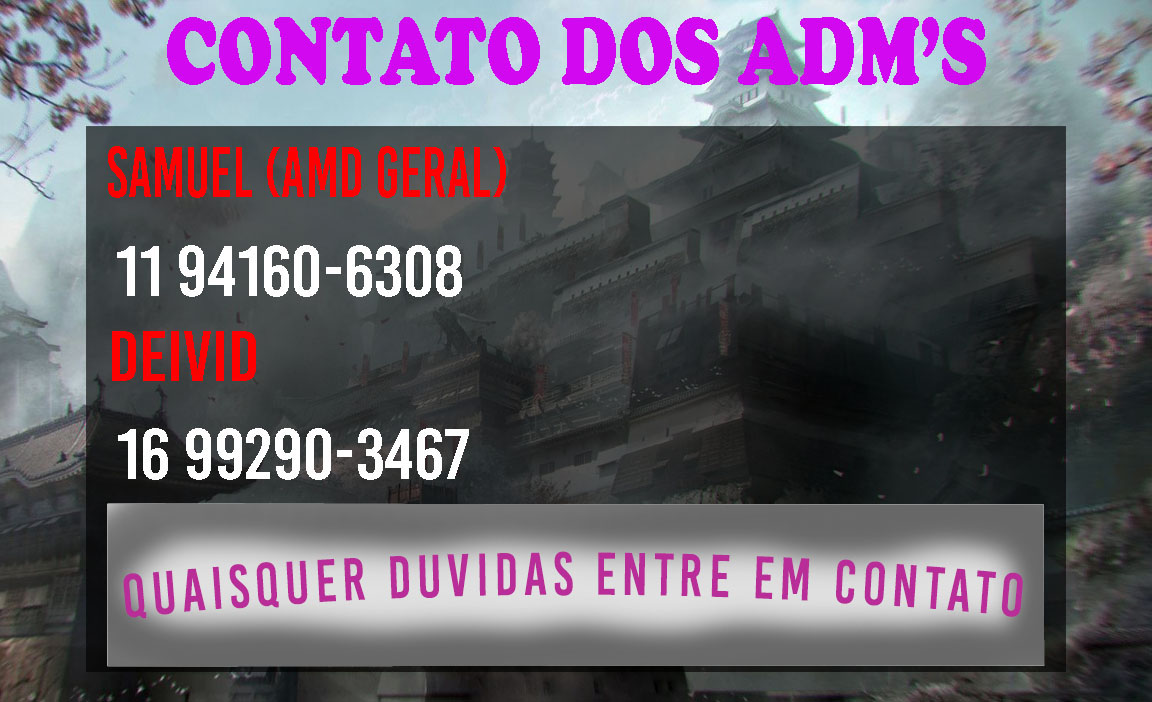 CONTATO DOS ADM'S
SAMUEL (AMD GERAL)
11 94160-6308
DEIVID
16 99290-3467
QUAISQUER DUVIDAS ENTRE EM CONTATO